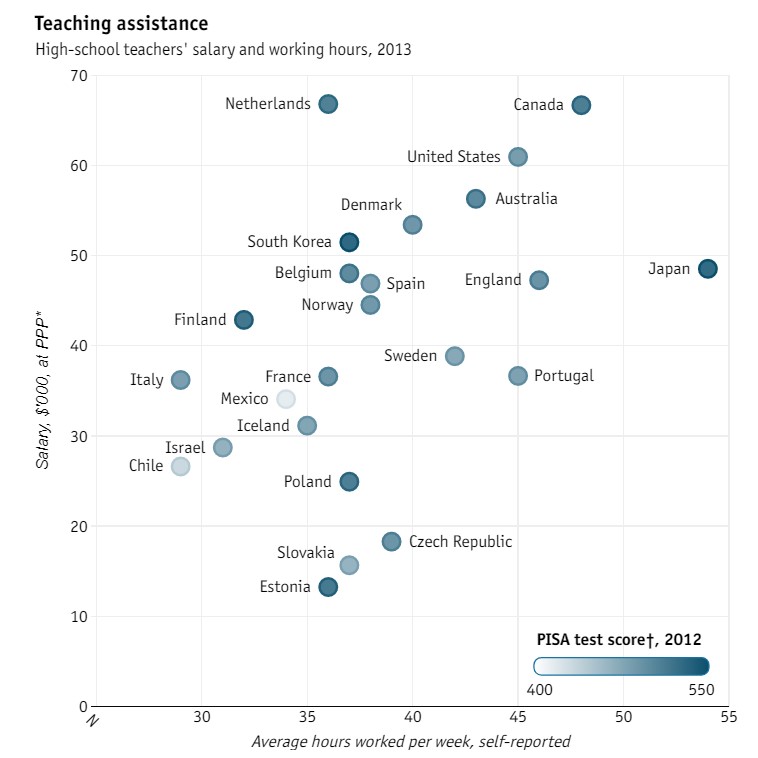 Teaching assistance
High-school teachers' salary and working hours, 2013
70
Netherlands
Canada
60
United States
Australia
Denmark
South Korea
50
Belgium
Spain
England
Japan
Norway
Finland
40
Sweden
Italy
France
Portugal
Mexico
Iceland
30
Israel
Chile
Poland
20
Czech Republic
Slovakia
Estonia
10
PISA test score†, 2012
400 550
0
N 30 35 40 45 50 55
Average hours worked per week, self-reported
Salary, $'000, at PPP*